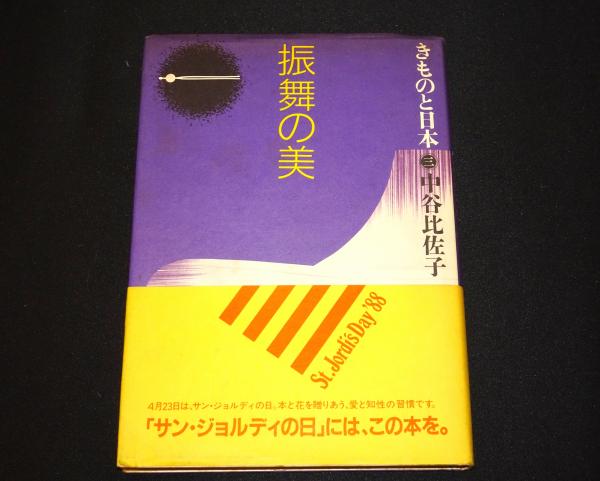 きものと日本 三 中谷比佐子
振舞の美
St. Jordi's Day '88
4月23日は、サン・ジョルディの日。本と花を贈りあう、愛と知性の習慣です。
「サン・ジョルディの日」には、この本を。